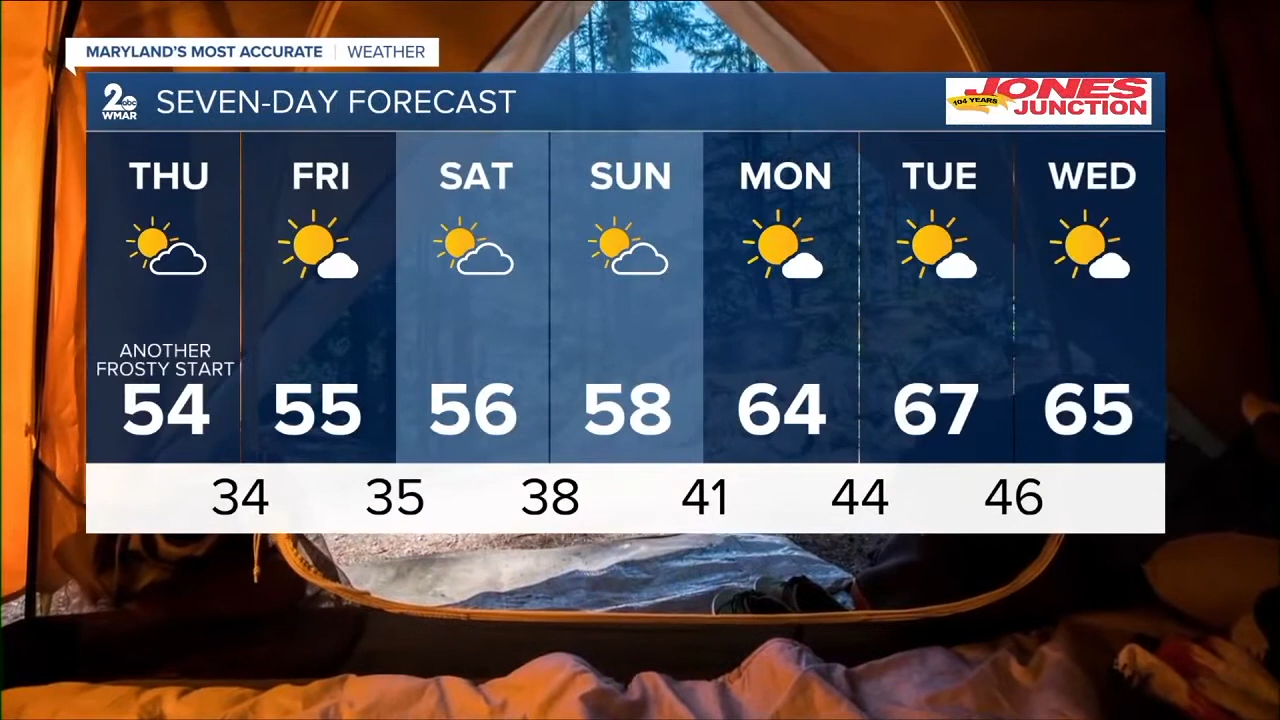 MARYLAND'S MOST ACCURATE | WEATHER
2 abc
WMAR
SEVEN-DAY FORECAST
JONES
104 YEARS
JUNCTION
THU FRI SAT SUN MON TUE WED
ANOTHER
FROSTY START
54 55 56 58 64 67 65
34 35 38 41 44 46